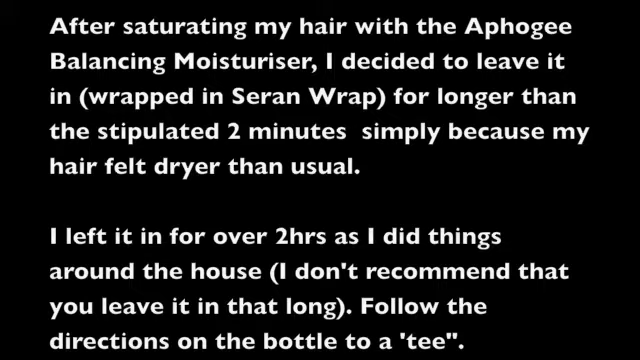 After saturating my hair with the Aphogee
Balancing Moisturiser, I decided to leave it
in (wrapped in Seran Wrap) for longer than
the stipulated 2 minutes  simply because my
hair felt dryer than usual.
I left it in for over 2hrs as I did things
around the house (I don't recommend that
you leave it in that long). Follow the
directions on the bottle to a 'tee".